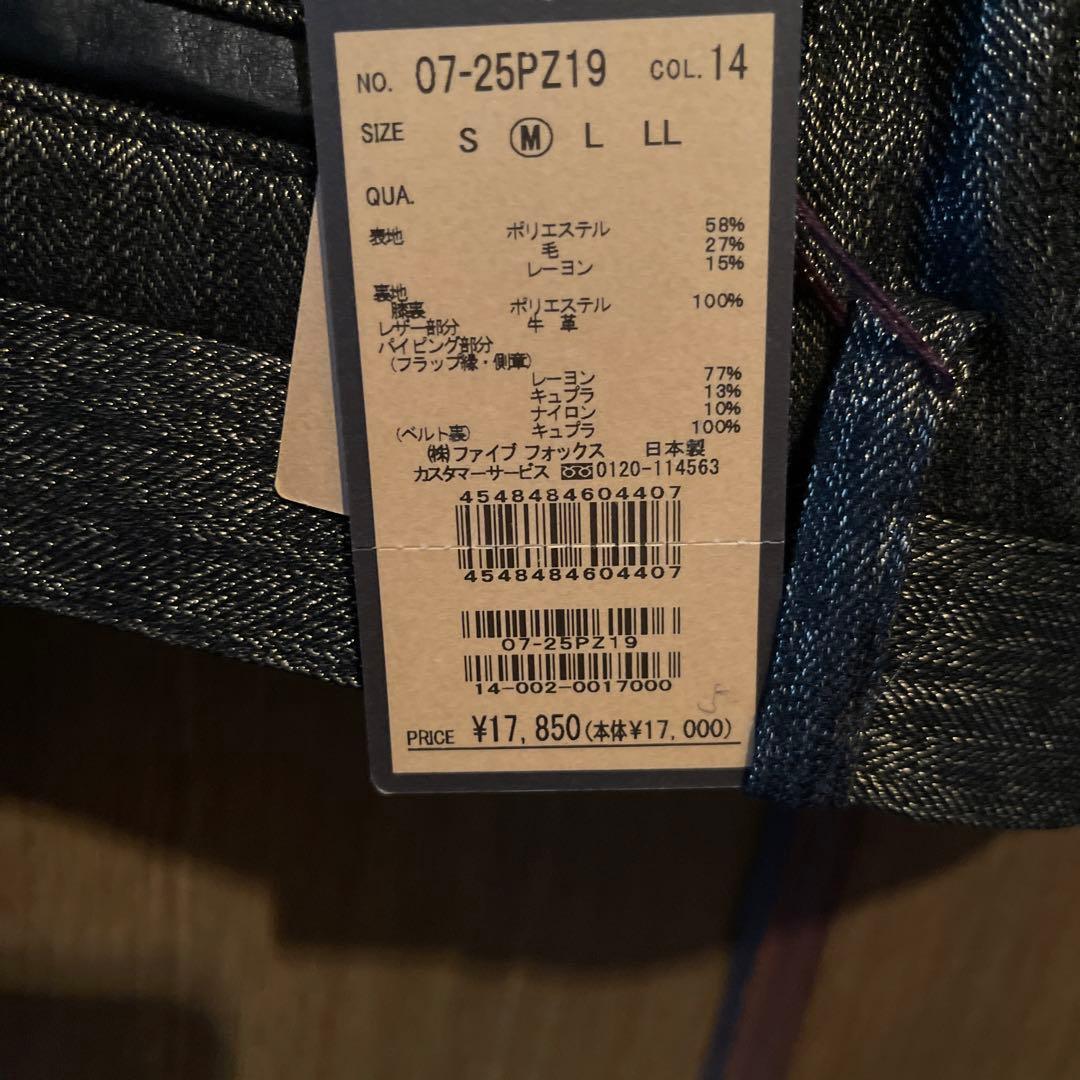 NO. 07-25PZ19 COL. 14
SIZE S M L LL
QUA.
表地 ポリエステル 58%
毛 27%
レーヨン 15%
裏地
膝裏 ポリエステル 100%
レザー部分 牛 革
パイピング部分
(フラップ縁・側章)
レーヨン 77%
キュプラ 13%
ナイロン 10%
(ベルト裏) キュプラ 100%
(株)ファイブ フォックス 日本製
カスタマーサービス 0120-114563
4548484604407
4548484604407
07-25PZ19
14-002-0017000
PRICE ¥17,850(本体¥17,000)